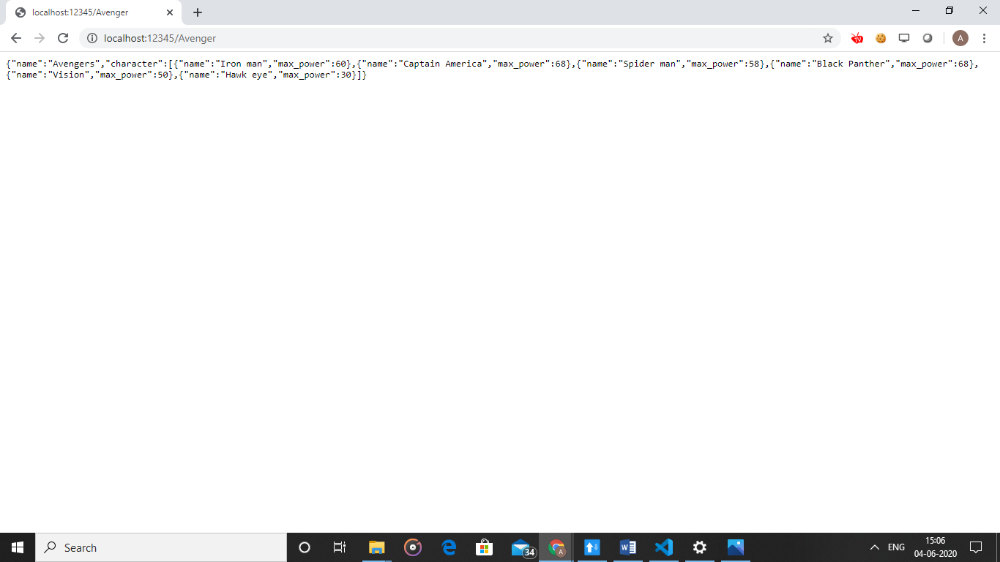 localhost:12345/Avenger
localhost:12345/Avenger
TV
A
{"name":"Avengers","character":[{"name":"Iron man","max_power":60},{"name":"Captain America","max_power":68},{"name":"Spider man","max_power":58},{"name":"Black Panther","max_power":68},
{"name":"Vision","max_power":50},{"name":"Hawk eye","max_power":30}]}
Search
34
A
W
ENG
15:06
04-06-2020